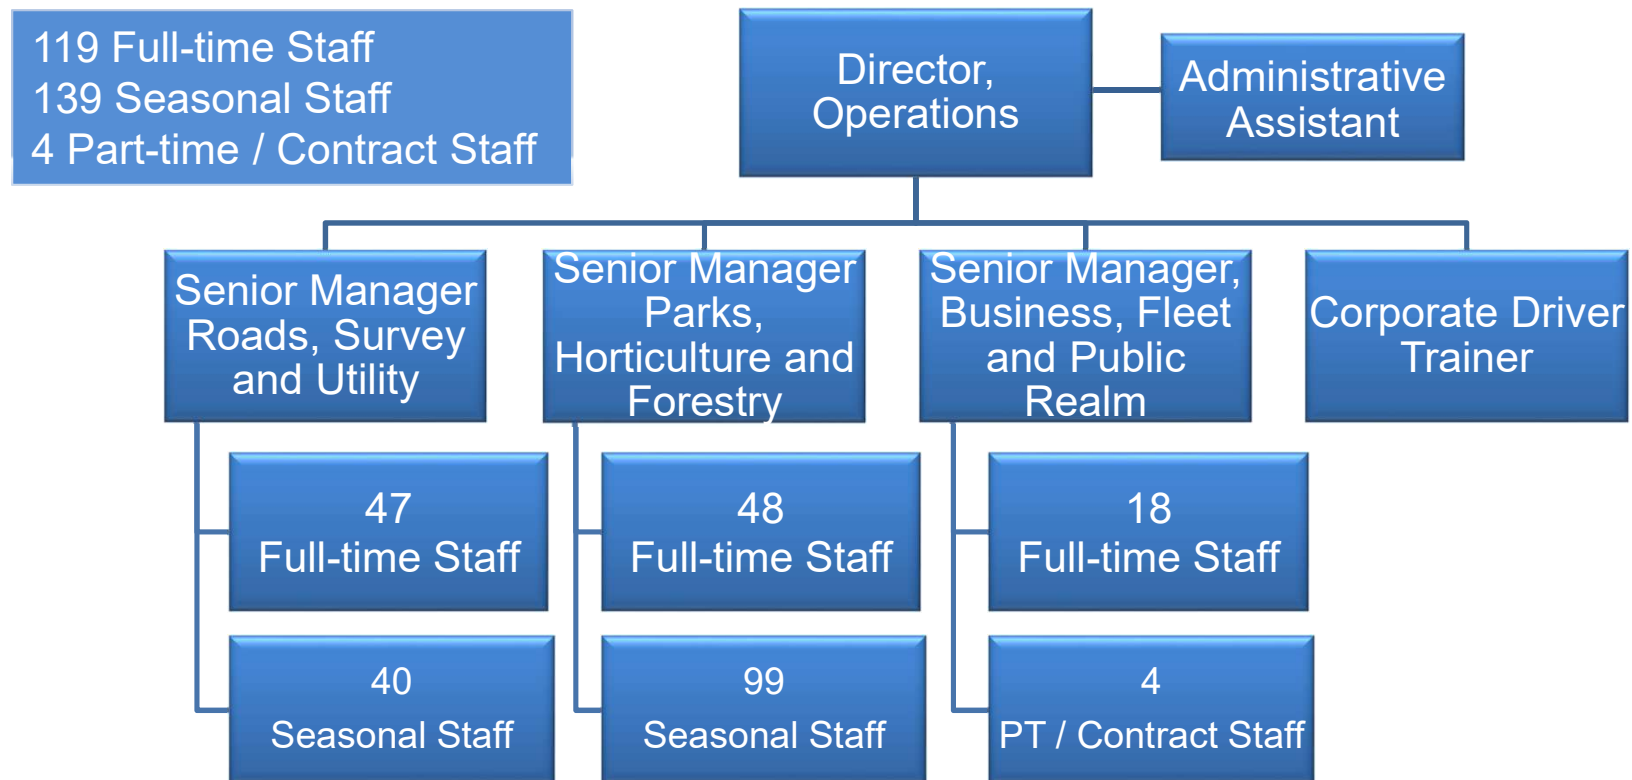 119 Full-time Staff
139 Seasonal Staff
4 Part-time / Contract Staff
Director,
Operations
Administrative
Assistant
Senior Manager
Roads, Survey
and Utility
Senior Manager
Parks,
Horticulture and
Forestry
Senior Manager,
Business, Fleet
and Public
Realm
Corporate Driver
Trainer
47
Full-time Staff
48
Full-time Staff
18
Full-time Staff
40
Seasonal Staff
99
Seasonal Staff
4
PT / Contract Staff